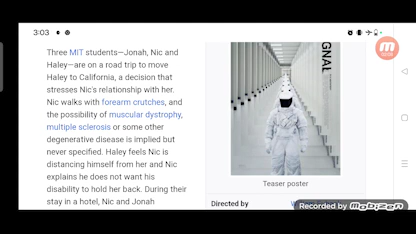 3:03
Three MIT students—Jonah, Nic and
Haley—are on a road trip to move
Haley to California, a decision that
stresses Nic's relationship with her.
Nic walks with forearm crutches, and
the possibility of muscular dystrophy,
multiple sclerosis or some other
degenerative disease is implied but
never specified. Haley feels Nic is
distancing himself from her and Nic
explains he does not want his
disability to hold her back. During their
stay in a hotel, Nic and Jonah
GNAL
Teaser poster
Directed by
Recorded by MOBIZEN